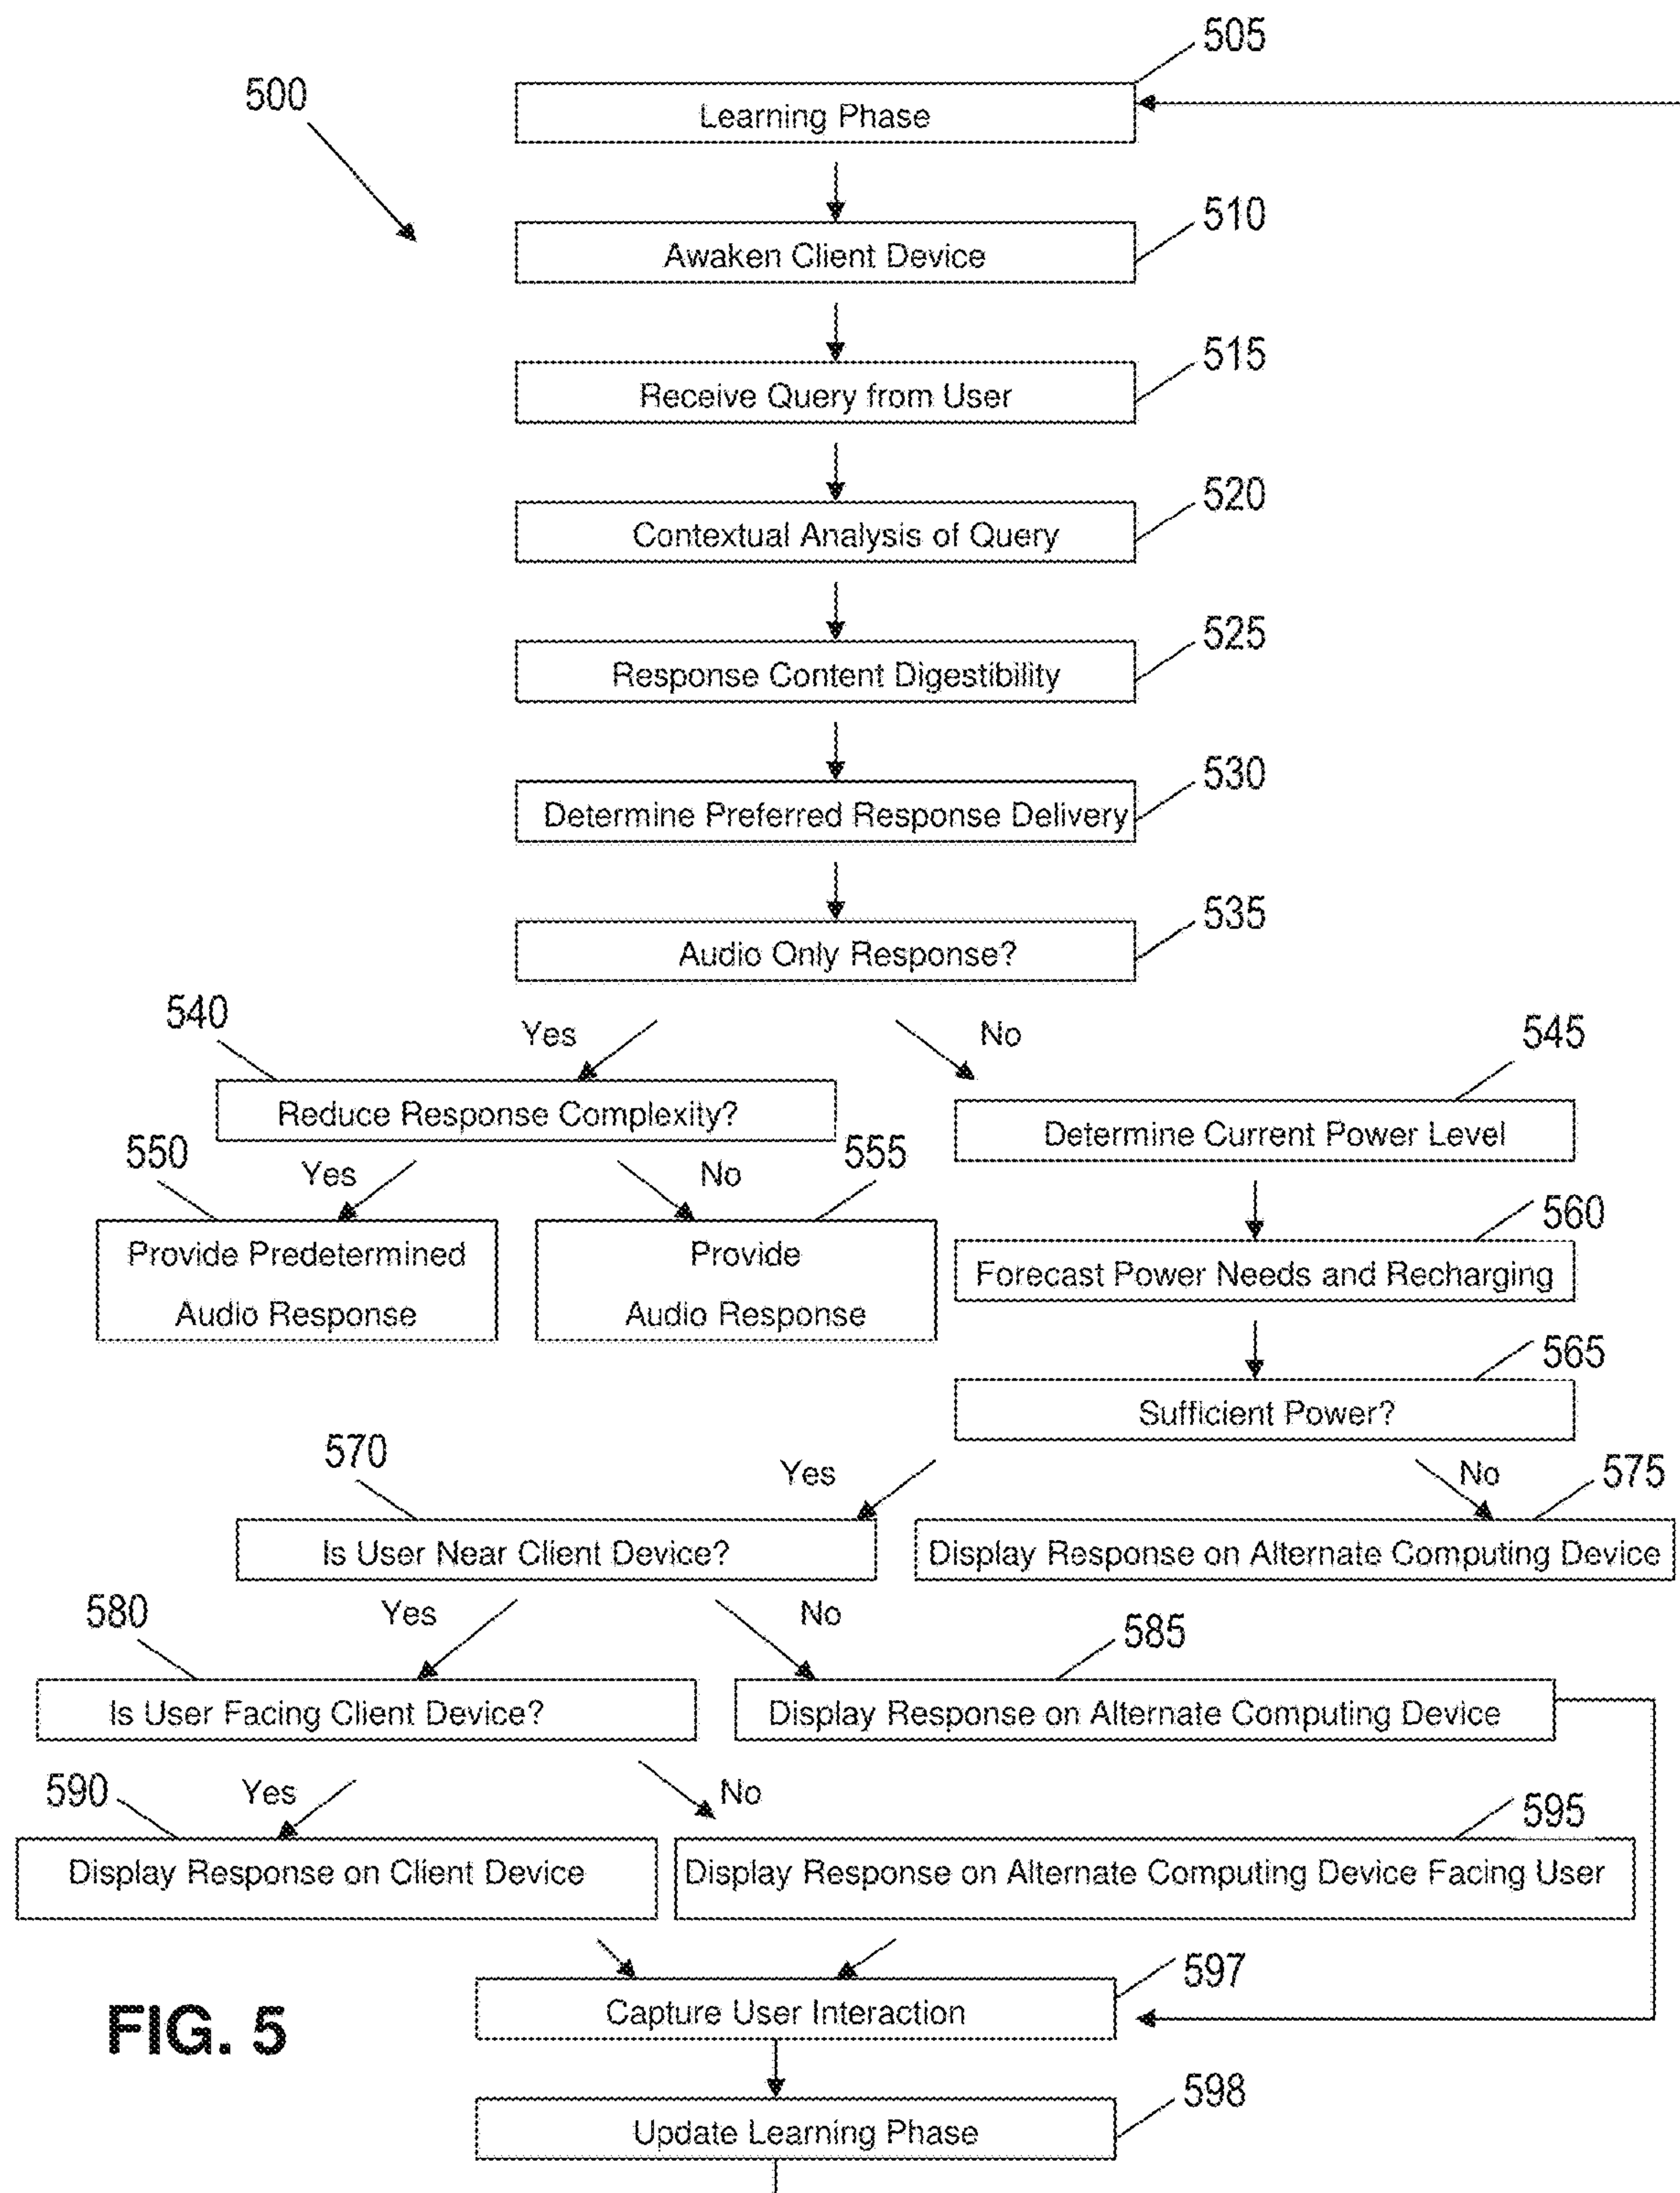 505
500
Learning Phase
510
Awaken Client Device
515
Receive Query from User
520
Contextual Analysis of Query
525
Response Content Digestibility
530
Determine Preferred Response Delivery
535
Audio Only Response?
540
Yes
No
545
Reduce Response Complexity?
Determine Current Power Level
550
Yes
No
555
560
Provide Predetermined
Audio Response
Provide
Audio Response
Forecast Power Needs and Recharging
565
Sufficient Power?
570
Yes
No
575
Is User Near Client Device?
Display Response on Alternate Computing Device
580
Yes
No
585
Is User Facing Client Device?
Display Response on Alternate Computing Device
590
Yes
No
595
Display Response on Client Device
Display Response on Alternate Computing Device Facing User
597
Capture User Interaction
FIG. 5
598
Update Learning Phase